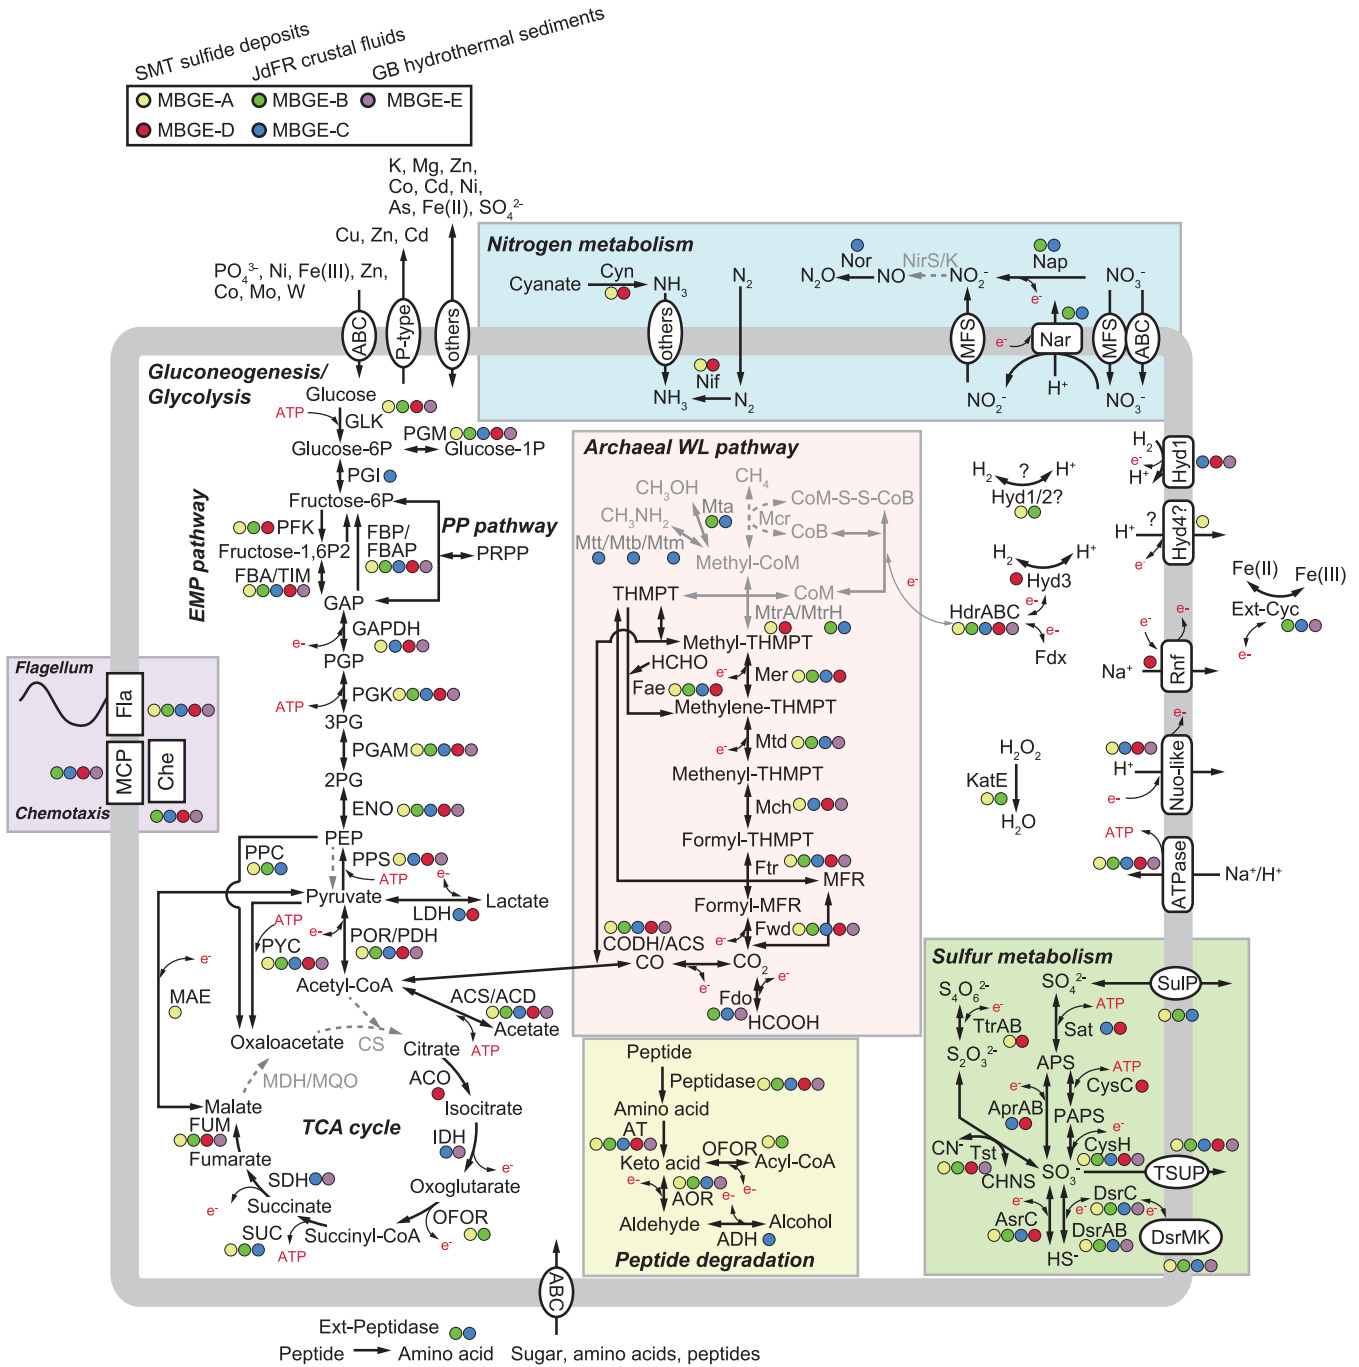 SMT sulfide deposits
JdFR crustal fluids
GB hydrothermal sediments
MBGE-A MBGE-B MBGE-E
MBGE-D MBGE-C
K, Mg, Zn,
Co, Cd, Ni,
As, Fe(II), SO₄²⁻
Cu, Zn, Cd
PO₄³⁻, Ni, Fe(III), Zn,
Co, Mo, W
ABC
P-type
others
Nitrogen metabolism
Cyanate
Cyn
NH₃
others
NH₃
N₂
Nif
N₂
Nor
N₂O
NO
NirS/K
NO₂⁻
Nap
e-
NO₃⁻
MFS
e-
Nar
MFS
ABC
NO₂⁻
H⁺
NO₃⁻
Gluconeogenesis/
Glycolysis
Glucose
ATP
GLK
Glucose-6P
PGM
Glucose-1P
PGI
Fructose-6P
EMP pathway
PFK
FBP/
FBAP
Fructose-1,6P2
FBA/TIM
PP pathway
PRPP
GAP
e-
GAPDH
PGP
ATP
PGK
3PG
PGAM
2PG
ENO
PEP
PPC
PPS
ATP
Pyruvate
e-
LDH
Lactate
ATP
PYC
e-
POR/PDH
e-
MAE
Acetyl-CoA
ACS/ACD
Acetate
ATP
Oxaloacetate
CS
Citrate
MDH/MQO
ACO
Malate
Isocitrate
FUM
TCA cycle
IDH
Fumarate
e-
SDH
Oxoglutarate
e-
Succinate
OFOR
SUC
ATP
Succinyl-CoA
e-
Flagellum
Fla
MCP
Che
Chemotaxis
Archaeal WL pathway
CH₄
CH₃OH
Mta
CoM-S-S-CoB
CH₃NH₂
Mcr
CoB
Mtt/Mtb/Mtm
Methyl-CoM
THMPT
CoM
MtrA/MtrH
Methyl-THMPT
HCHO
e-
Mer
Fae
Methylene-THMPT
e-
Mtd
Methenyl-THMPT
Mch
Formyl-THMPT
Ftr
MFR
Formyl-MFR
e-
Fwd
CODH/ACS
CO
CO₂
e-
e-
Fdo
HCOOH
H₂
?
H⁺
Hyd1/2?
H₂
H⁺
Hyd3
e-
e-
HdrABC
e-
Fdx
H₂O₂
KatE
H₂O
H₂
e-
H⁺
Hyd1
H⁺
?
e-
Hyd4?
Fe(II)
Fe(III)
Ext-Cyc
e-
e-
e-
Na⁺
Rnf
e-
H⁺
e-
Nuo-like
ATP
ATPase
Na⁺/H⁺
Peptide
Peptidase
Amino acid
AT
Keto acid
OFOR
Acyl-CoA
e-
AOR
e-
e-
Aldehyde
Alcohol
ADH
Peptide degradation
Sulfur metabolism
S₄O₆²⁻
SO₄²⁻
SulP
e-
ATP
TtrAB
Sat
S₂O₃²⁻
APS
ATP
e-
CysC
AprAB
PAPS
e-
CN⁻
Tst
CysH
CHNS
SO₃⁻
TSUP
e-
DsrC
e-
e-
AsrC
DsrAB
DsrMK
HS⁻
ABC
Ext-Peptidase
Peptide
Amino acid
Sugar, amino acids, peptides